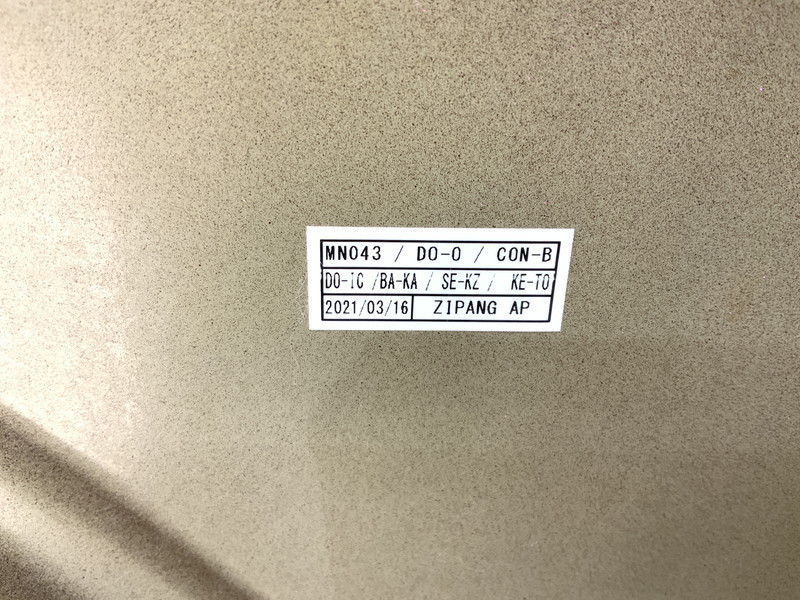 MN043 / DO-O / CON-B
DO-IC /BA-KA / SE-KZ / KE-TO
2021/03/16 ZIPANG AP